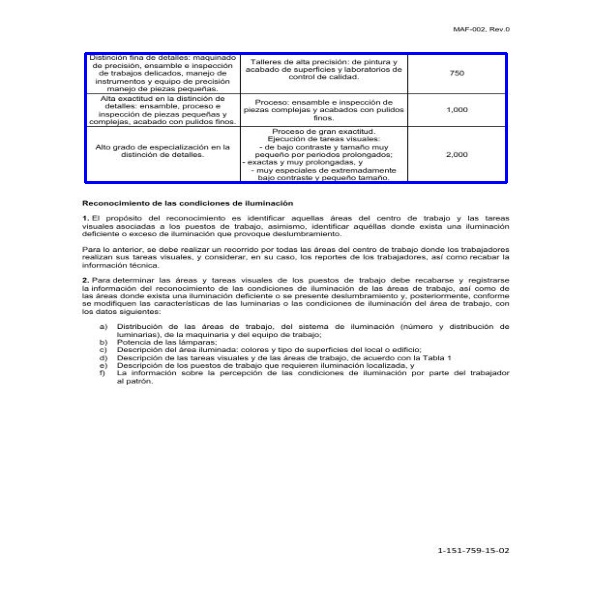 MAF-002, Rev.0
Distinción fina de detalles: maquinado
de precisión, ensamble e inspección
de trabajos delicados, manejo de
instrumentos y equipo de precisión
manejo de piezas pequeñas.
Talleres de alta precisión: de pintura y
acabado de superficies y laboratorios de
control de calidad.
750
Alta exactitud en la distinción de
detalles: ensamble, proceso e
inspección de piezas pequeñas y
complejas, acabado con pulidos finos.
Proceso: ensamble e inspección de
piezas complejas y acabados con pulidos
finos.
1,000
Alto grado de especialización en la
distinción de detalles.
Proceso de gran exactitud.
Ejecución de tareas visuales:
- de bajo contraste y tamaño muy
pequeño por periodos prolongados;
- exactas y muy prolongadas, y
- muy especiales de extremadamente
bajo contraste y pequeño tamaño.
2,000
Reconocimiento de las condiciones de iluminación
1. El propósito del reconocimiento es identificar aquellas áreas del centro de trabajo y las tareas
visuales asociadas a los puestos de trabajo, asimismo, identificar aquéllas donde exista una iluminación
deficiente o exceso de iluminación que provoque deslumbramiento.
Para lo anterior, se debe realizar un recorrido por todas las áreas del centro de trabajo donde los trabajadores
realizan sus tareas visuales, y considerar, en su caso, los reportes de los trabajadores, así como recabar la
información técnica.
2. Para determinar las áreas y tareas visuales de los puestos de trabajo debe recabarse y registrarse
la información del reconocimiento de las condiciones de iluminación de las áreas de trabajo, así como de
las áreas donde exista una iluminación deficiente o se presente deslumbramiento y, posteriormente, conforme
se modifiquen las características de las luminarias o las condiciones de iluminación del área de trabajo, con
los datos siguientes:
a) Distribución de las áreas de trabajo, del sistema de iluminación (número y distribución de
luminarias), de la maquinaria y del equipo de trabajo;
b) Potencia de las lámparas;
c) Descripción del área iluminada: colores y tipo de superficies del local o edificio;
d) Descripción de las tareas visuales y de las áreas de trabajo, de acuerdo con la Tabla 1
e) Descripción de los puestos de trabajo que requieren iluminación localizada, y
f) La información sobre la percepción de las condiciones de iluminación por parte del trabajador
al patrón.
1-151-759-15-02